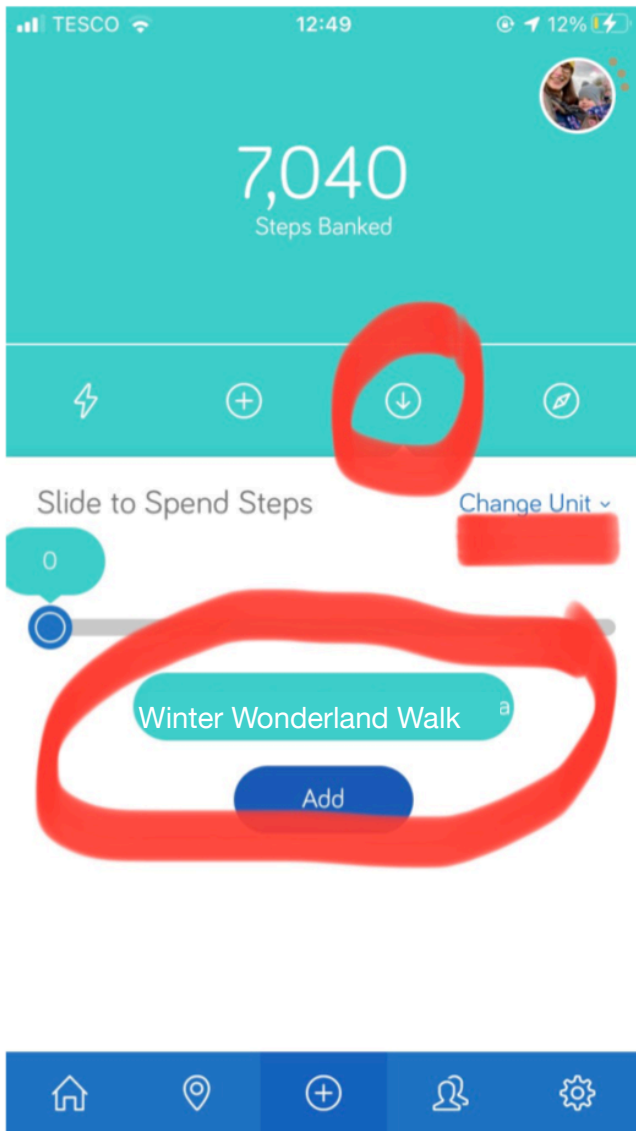 TESCO 12:49 12%
7,040
Steps Banked
Slide to Spend Steps Change Unit
0
Winter Wonderland Walk a
Add